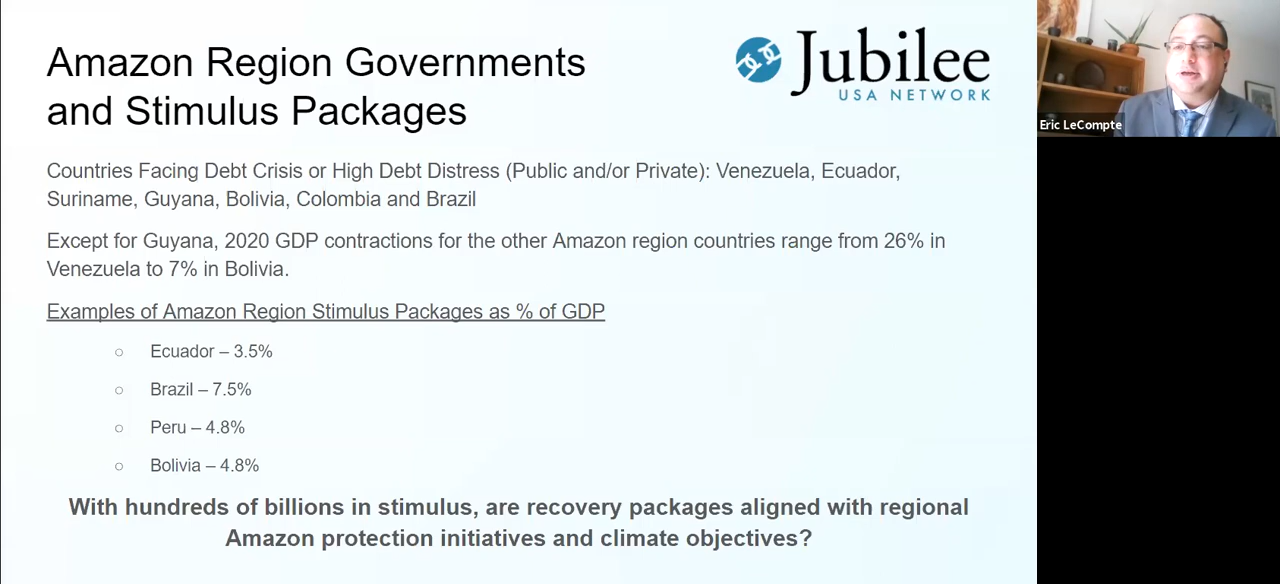 Amazon Region Governments
and Stimulus Packages
Jubilee
USA NETWORK
Eric LeCompte
Countries Facing Debt Crisis or High Debt Distress (Public and/or Private): Venezuela, Ecuador,
Suriname, Guyana, Bolivia, Colombia and Brazil
Except for Guyana, 2020 GDP contractions for the other Amazon region countries range from 26% in
Venezuela to 7% in Bolivia.
Examples of Amazon Region Stimulus Packages as % of GDP
○ Ecuador – 3.5%
○ Brazil – 7.5%
○ Peru – 4.8%
○ Bolivia – 4.8%
With hundreds of billions in stimulus, are recovery packages aligned with regional
Amazon protection initiatives and climate objectives?